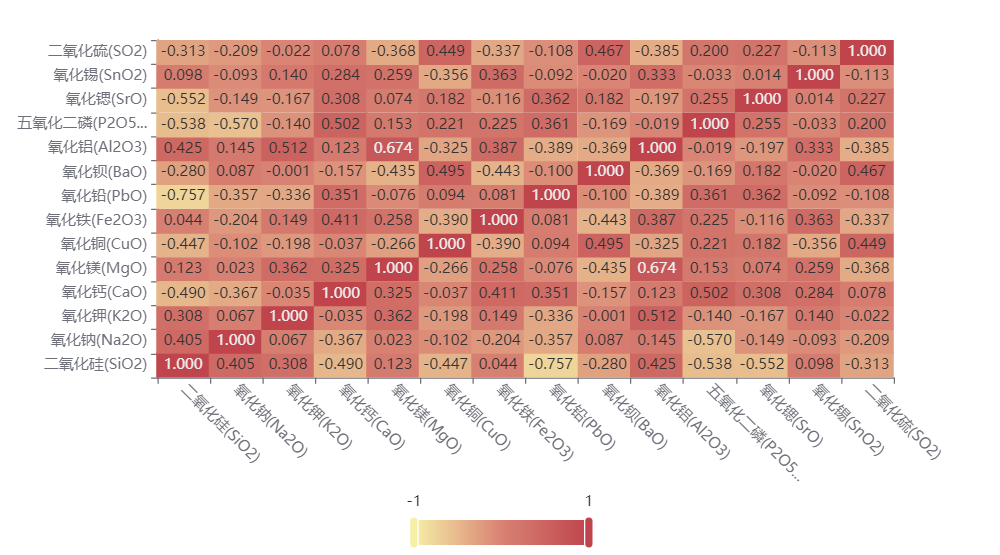 二氧化硫(SO2) -0.313 -0.209 -0.022 0.078 -0.368 0.449 -0.337 -0.108 0.467 -0.385 0.200 0.227 -0.113 1.000
氧化锡(SnO2) 0.098 -0.093 0.140 0.284 0.259 -0.356 0.363 -0.092 -0.020 0.333 -0.033 0.014 1.000 -0.113
氧化锶(SrO) -0.552 -0.149 -0.167 0.308 0.074 0.182 -0.116 0.362 0.182 -0.197 0.255 1.000 0.014 0.227
五氧化二磷(P2O5... -0.538 -0.570 -0.140 0.502 0.153 0.221 0.225 0.361 -0.169 -0.019 1.000 0.255 -0.033 0.200
氧化铝(Al2O3) 0.425 0.145 0.512 0.123 0.674 -0.325 0.387 -0.389 -0.369 1.000 -0.019 -0.197 0.333 -0.385
氧化钡(BaO) -0.280 0.087 -0.001 -0.157 -0.435 0.495 -0.443 -0.100 1.000 -0.369 -0.169 0.182 -0.020 0.467
氧化铅(PbO) -0.757 -0.357 -0.336 0.351 -0.076 0.094 0.081 1.000 -0.100 -0.389 0.361 0.362 -0.092 -0.108
氧化铁(Fe2O3) 0.044 -0.204 0.149 0.411 0.258 -0.390 1.000 0.081 -0.443 0.387 0.225 -0.116 0.363 -0.337
氧化铜(CuO) -0.447 -0.102 -0.198 -0.037 -0.266 1.000 -0.390 0.094 0.495 -0.325 0.221 0.182 -0.356 0.449
氧化镁(MgO) 0.123 0.023 0.362 0.325 1.000 -0.266 0.258 -0.076 -0.435 0.674 0.153 0.074 0.259 -0.368
氧化钙(CaO) -0.490 -0.367 -0.035 1.000 0.325 -0.037 0.411 0.351 -0.157 0.123 0.502 0.308 0.284 0.078
氧化钾(K2O) 0.308 0.067 1.000 -0.035 0.362 -0.198 0.149 -0.336 -0.001 0.512 -0.140 -0.167 0.140 -0.022
氧化钠(Na2O) 0.405 1.000 0.067 -0.367 0.023 -0.102 -0.204 -0.357 0.087 0.145 -0.570 -0.149 -0.093 -0.209
二氧化硅(SiO2) 1.000 0.405 0.308 -0.490 0.123 -0.447 0.044 -0.757 -0.280 0.425 -0.538 -0.552 0.098 -0.313
二氧化硅(SiO2)
氧化钠(Na2O)
氧化钾(K2O)
氧化钙(CaO)
氧化镁(MgO)
氧化铜(CuO)
氧化铁(Fe2O3)
氧化铅(PbO)
氧化钡(BaO)
氧化铝(Al2O3)
五氧化二磷(P2O5...
氧化锶(SrO)
氧化锡(SnO2)
二氧化硫(SO2)
-1 1